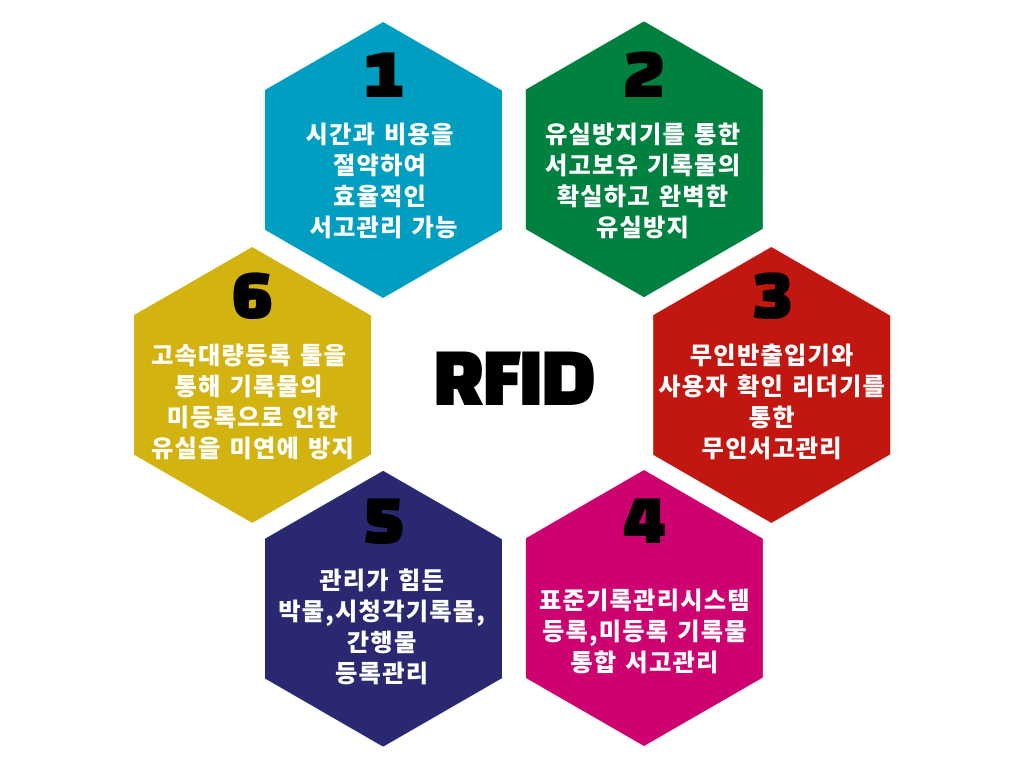 1
시간과 비용을
절약하여
효율적인
서고관리 가능
2
유실방지기를 통한
서고보유 기록물의
확실하고 완벽한
유실방지
3
무인반출입기와
사용자 확인 리더기를
통한
무인서고관리
4
표준기록관리시스템
등록,미등록 기록물
통합 서고관리
5
관리가 힘든
박물,시청각기록물,
간행물
등록관리
6
고속대량등록 툴을
통해 기록물의
미등록으로 인한
유실을 미연에 방지
RFID